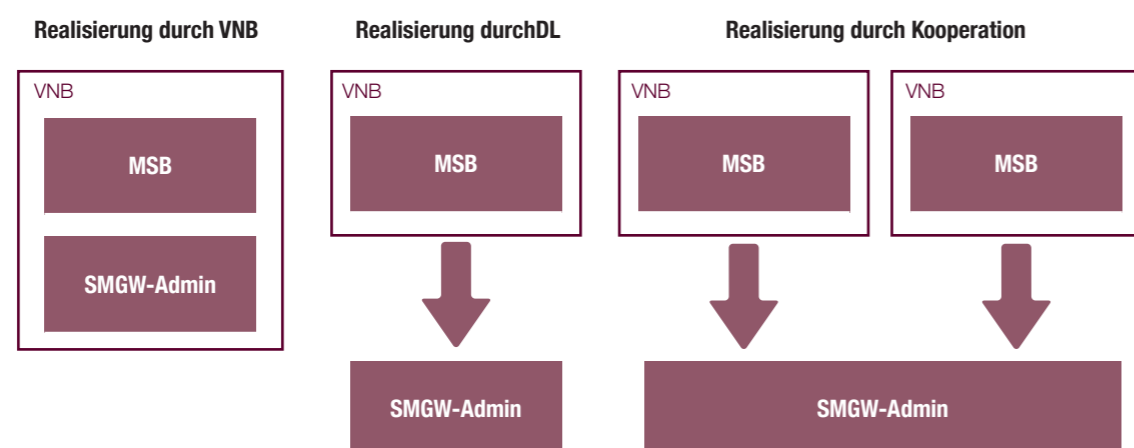 Realisierung durch VNB
VNB
MSB
SMGW-Admin
Realisierung durchDL
VNB
MSB
SMGW-Admin
Realisierung durch Kooperation
VNB
MSB
VNB
MSB
SMGW-Admin